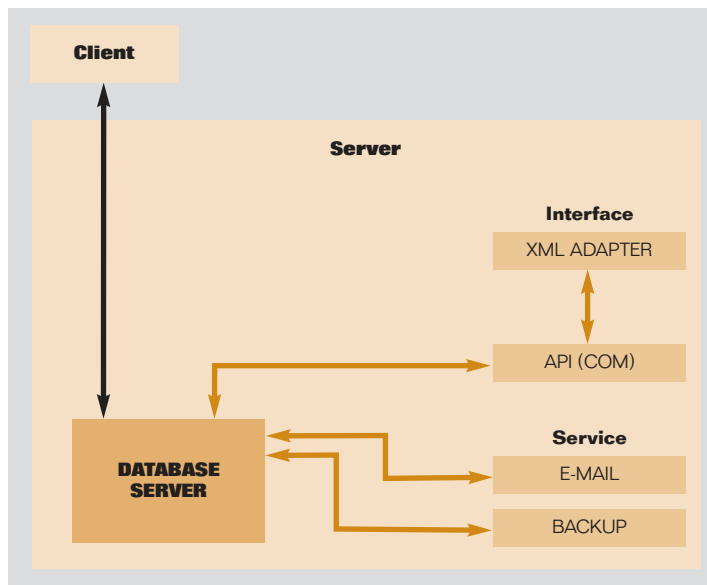 Client
Server
Interface
XML ADAPTER
API (COM)
DATABASE
SERVER
Service
E-MAIL
BACKUP